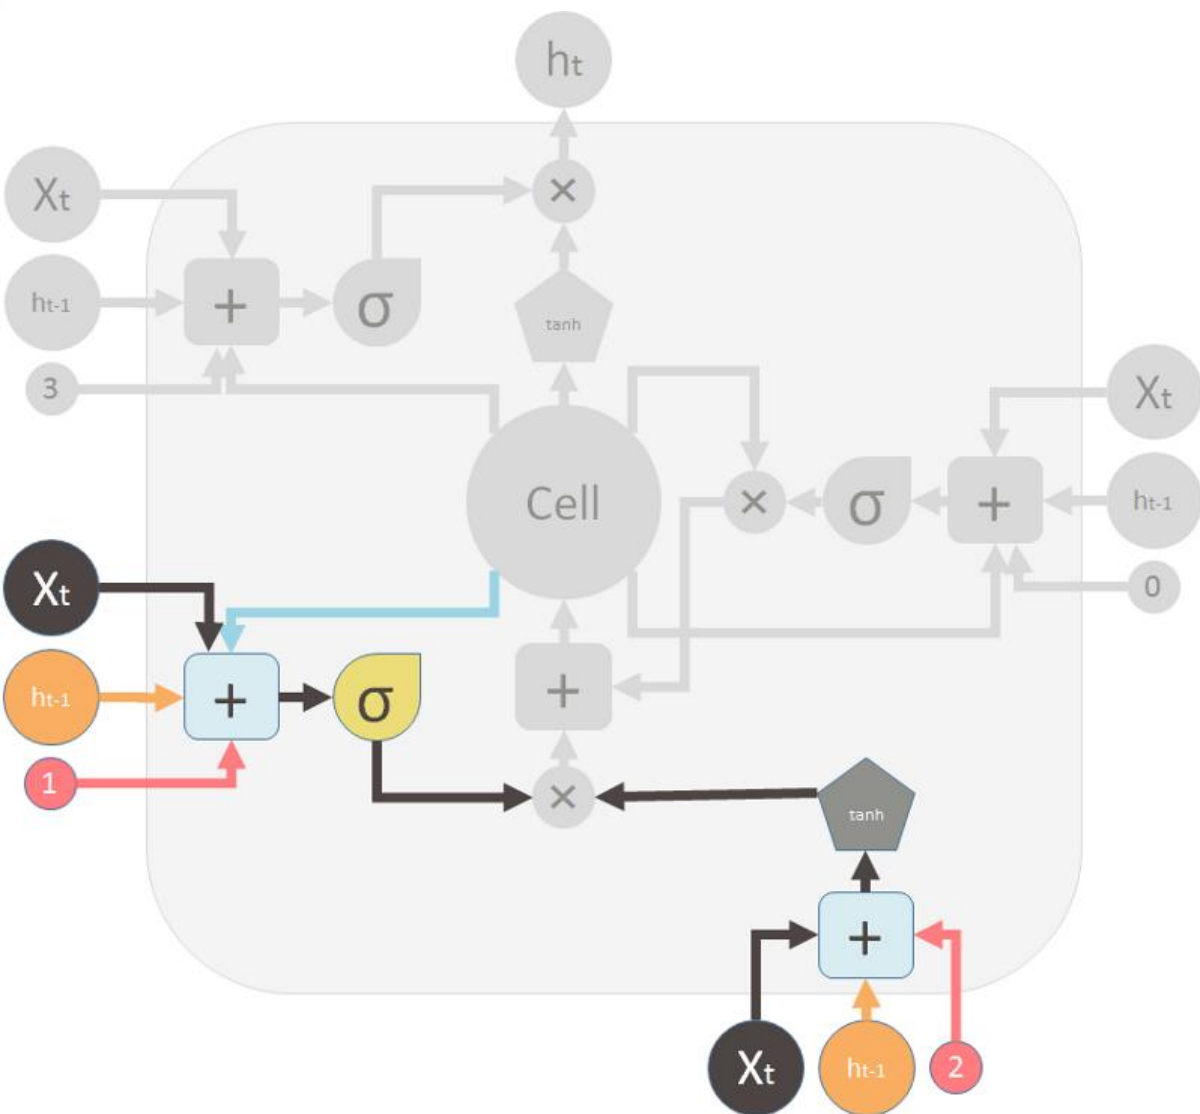 ht
×
Xt
ht-1
+
σ
tanh
3
Xt
Cell
×
σ
+
ht-1
0
Xt
ht-1
+
σ
+
1
×
tanh
+
Xt
ht-1
2